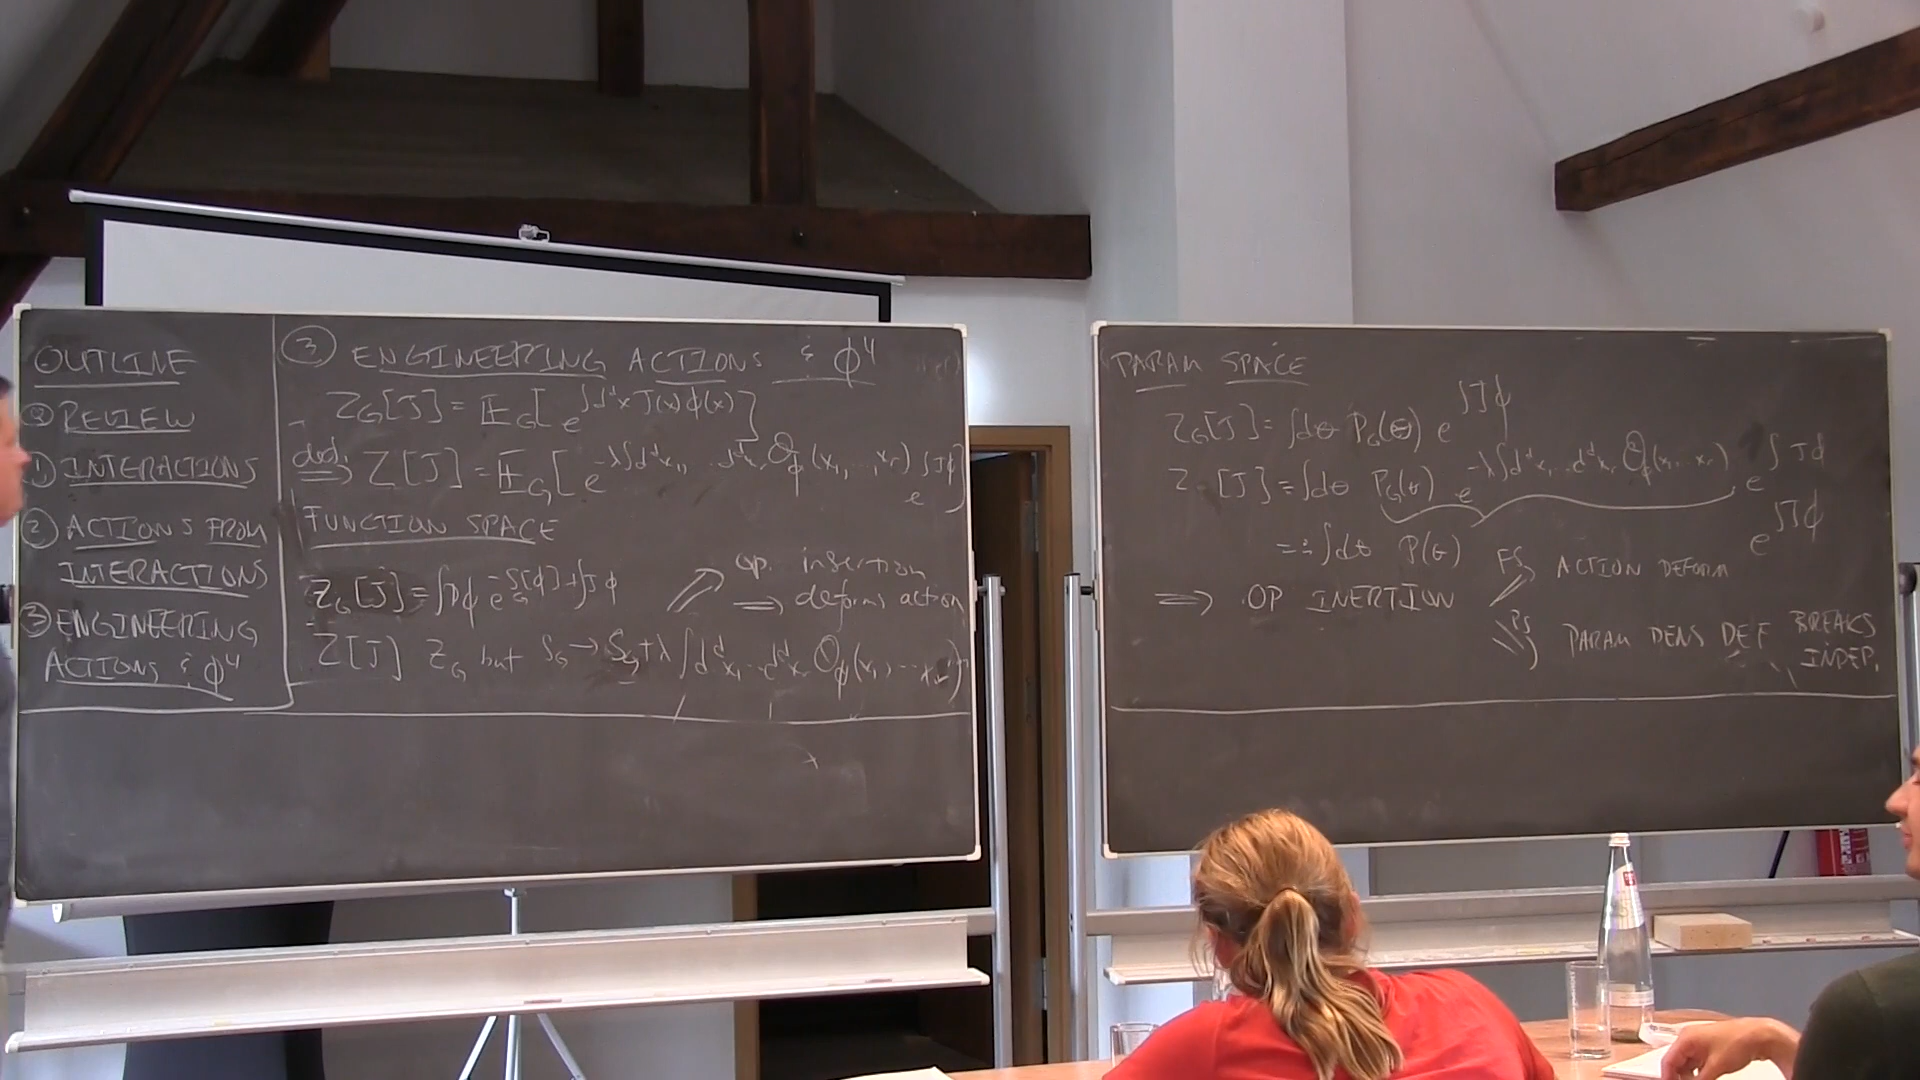 OUTLINE
⓪ REVIEW
① INTERACTIONS
② ACTIONS FROM
INTERACTIONS
③ ENGINEERING
ACTIONS & φ⁴
③ ENGINEERING ACTIONS & φ⁴
Z_G[J] = 𝔼_G[e^{∫d^dx J(x)φ(x)}]
def. ⟹ Z[J] = 𝔼_G[e^{-λ∫d^dx_1...d^dx_r O_φ(x_1,...,x_r)} e^{∫Jφ}]
FUNCTION SPACE
Z_G[J] = ∫Dφ e^{-S_G[φ]+∫Jφ}
Z[J] Z_G but S_G → S_G + λ∫d^dx_1...d^dx_r O_φ(x_1,...x_r)
op. insertion
⟹ deforms action
PARAM SPACE
Z_G[J] = ∫dθ P_G(θ) e^{∫Jφ}
Z[J] = ∫dθ P_G(θ) e^{-λ∫d^dx_1...d^dx_r O_φ(x_1...x_r)} e^{∫Jφ}
=: ∫dθ P(θ) e^{∫Jφ}
⟹ OP INERTION
FS ACTION DEFORM
PS PARAM DENS DEF BREAKS
INDEP.